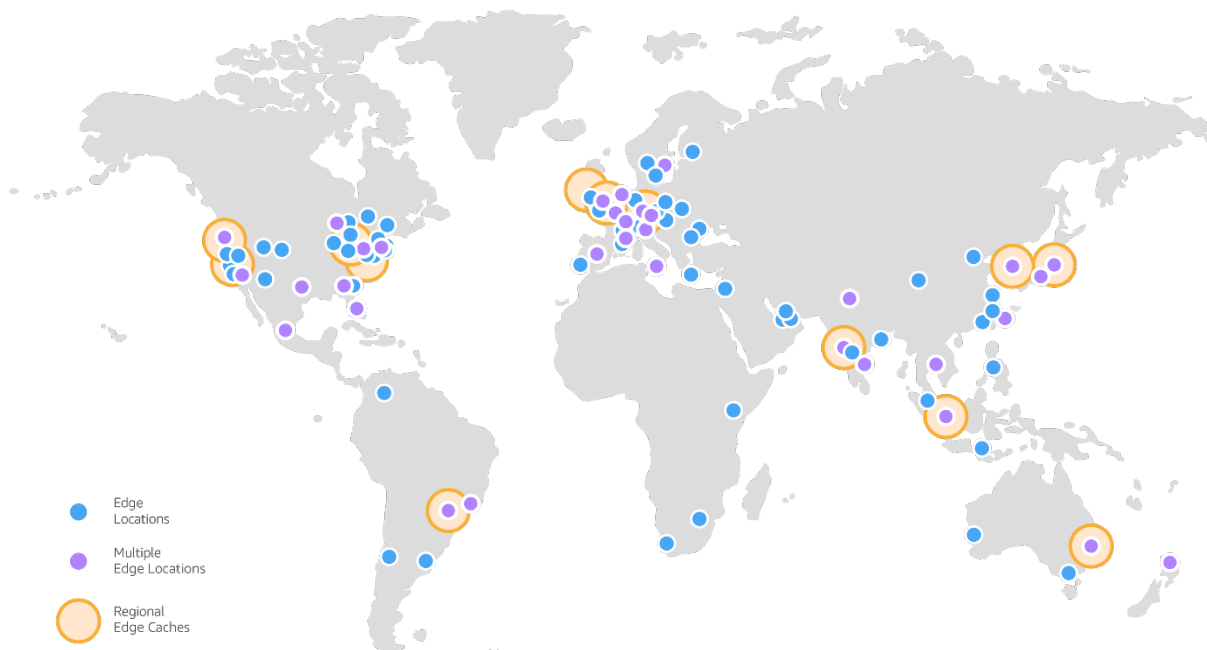 Edge
Locations
Multiple
Edge Locations
Regional
Edge Caches